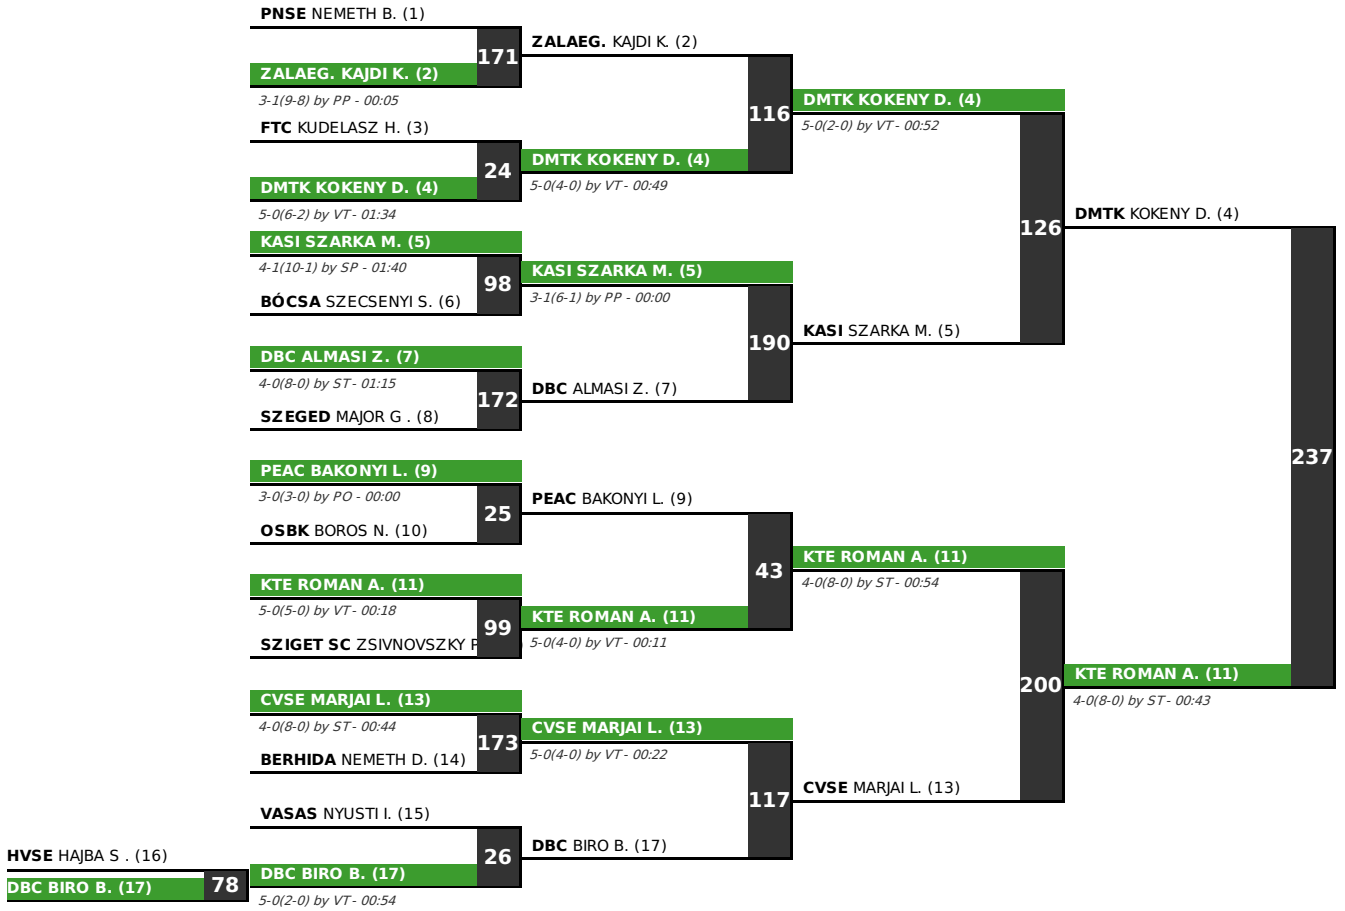 PNSE NEMETH B. (1)
171
ZALAEG. KAJDI K. (2)
3-1(9-8) by PP - 00:05
FTC KUDELASZ H. (3)
24
DMTK KOKENY D. (4)
5-0(6-2) by VT - 01:34
KASI SZARKA M. (5)
4-1(10-1) by SP - 01:40
98
BÓCSA SZECSENYI S. (6)
DBC ALMASI Z. (7)
4-0(8-0) by ST - 01:15
172
SZEGED MAJOR G . (8)
PEAC BAKONYI L. (9)
3-0(3-0) by PO - 00:00
25
OSBK BOROS N. (10)
KTE ROMAN A. (11)
5-0(5-0) by VT - 00:18
99
SZIGET SC ZSIVNOVSZKY P
CVSE MARJAI L. (13)
4-0(8-0) by ST - 00:44
173
BERHIDA NEMETH D. (14)
VASAS NYUSTI I. (15)
26
HVSE HAJBA S . (16)
DBC BIRO B. (17)
78
DBC BIRO B. (17)
5-0(2-0) by VT - 00:54
ZALAEG. KAJDI K. (2)
116
DMTK KOKENY D. (4)
5-0(4-0) by VT - 00:49
KASI SZARKA M. (5)
3-1(6-1) by PP - 00:00
190
DBC ALMASI Z. (7)
PEAC BAKONYI L. (9)
43
KTE ROMAN A. (11)
5-0(4-0) by VT - 00:11
CVSE MARJAI L. (13)
5-0(4-0) by VT - 00:22
117
DBC BIRO B. (17)
DMTK KOKENY D. (4)
5-0(2-0) by VT - 00:52
126
KASI SZARKA M. (5)
KTE ROMAN A. (11)
4-0(8-0) by ST - 00:54
200
CVSE MARJAI L. (13)
DMTK KOKENY D. (4)
237
KTE ROMAN A. (11)
4-0(8-0) by ST - 00:43